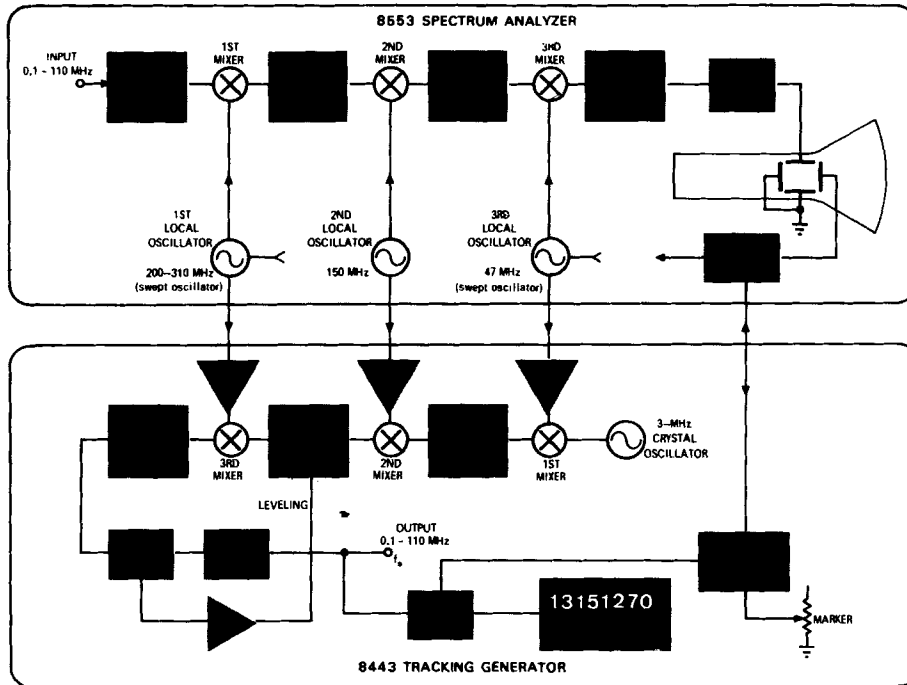 8553 SPECTRUM ANALYZER
INPUT
0.1 - 110 MHz
1ST
MIXER
2ND
MIXER
3RD
MIXER
1ST
LOCAL
OSCILLATOR
200-310 MHz
(swept oscillator)
2ND
LOCAL
OSCILLATOR
150 MHz
3RD
LOCAL
OSCILLATOR
47 MHz
(swept oscillator)
3RD
MIXER
2ND
MIXER
1ST
MIXER
3-MHz
CRYSTAL
OSCILLATOR
LEVELING
OUTPUT
0.1 - 110 MHz
13151270
MARKER
8443 TRACKING GENERATOR